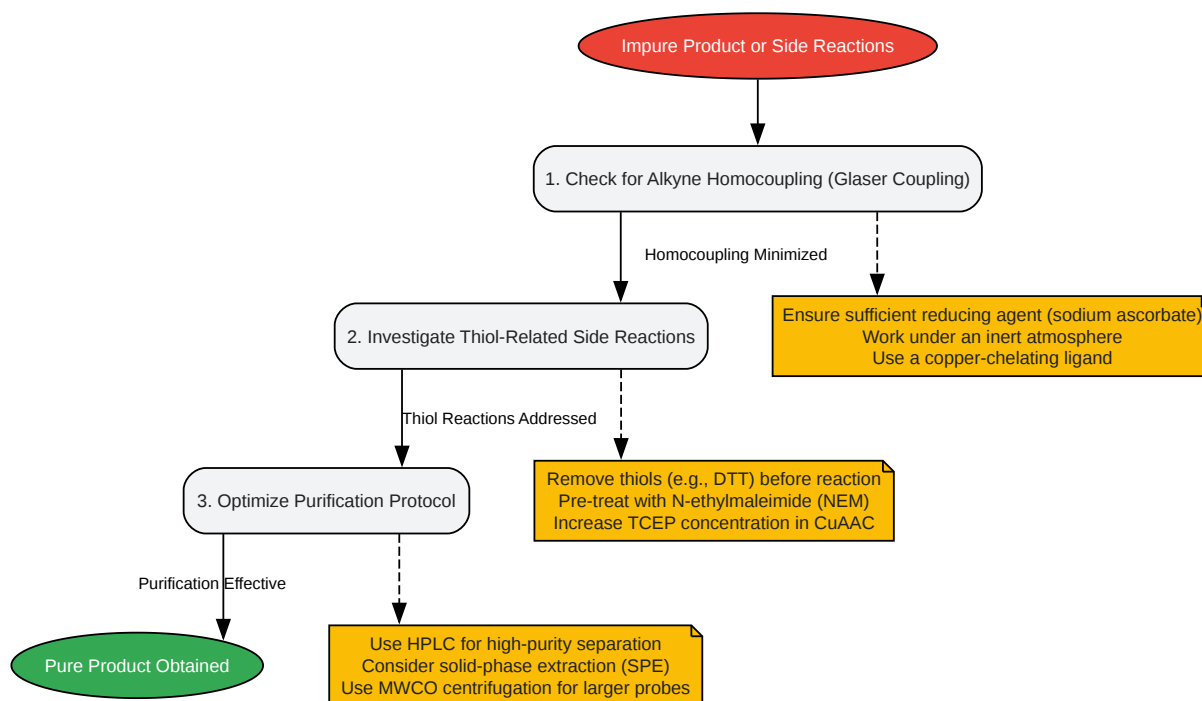 Impure Product or Side Reactions
1. Check for Alkyne Homocoupling (Glaser Coupling)
Homocoupling Minimized
Ensure sufficient reducing agent (sodium ascorbate)
Work under an inert atmosphere
Use a copper-chelating ligand
2. Investigate Thiol-Related Side Reactions
Thiol Reactions Addressed
Remove thiols (e.g., DTT) before reaction
Pre-treat with N-ethylmaleimide (NEM)
Increase TCEP concentration in CuAAC
3. Optimize Purification Protocol
Purification Effective
Use HPLC for high-purity separation
Consider solid-phase extraction (SPE)
Use MWCO centrifugation for larger probes
Pure Product Obtained